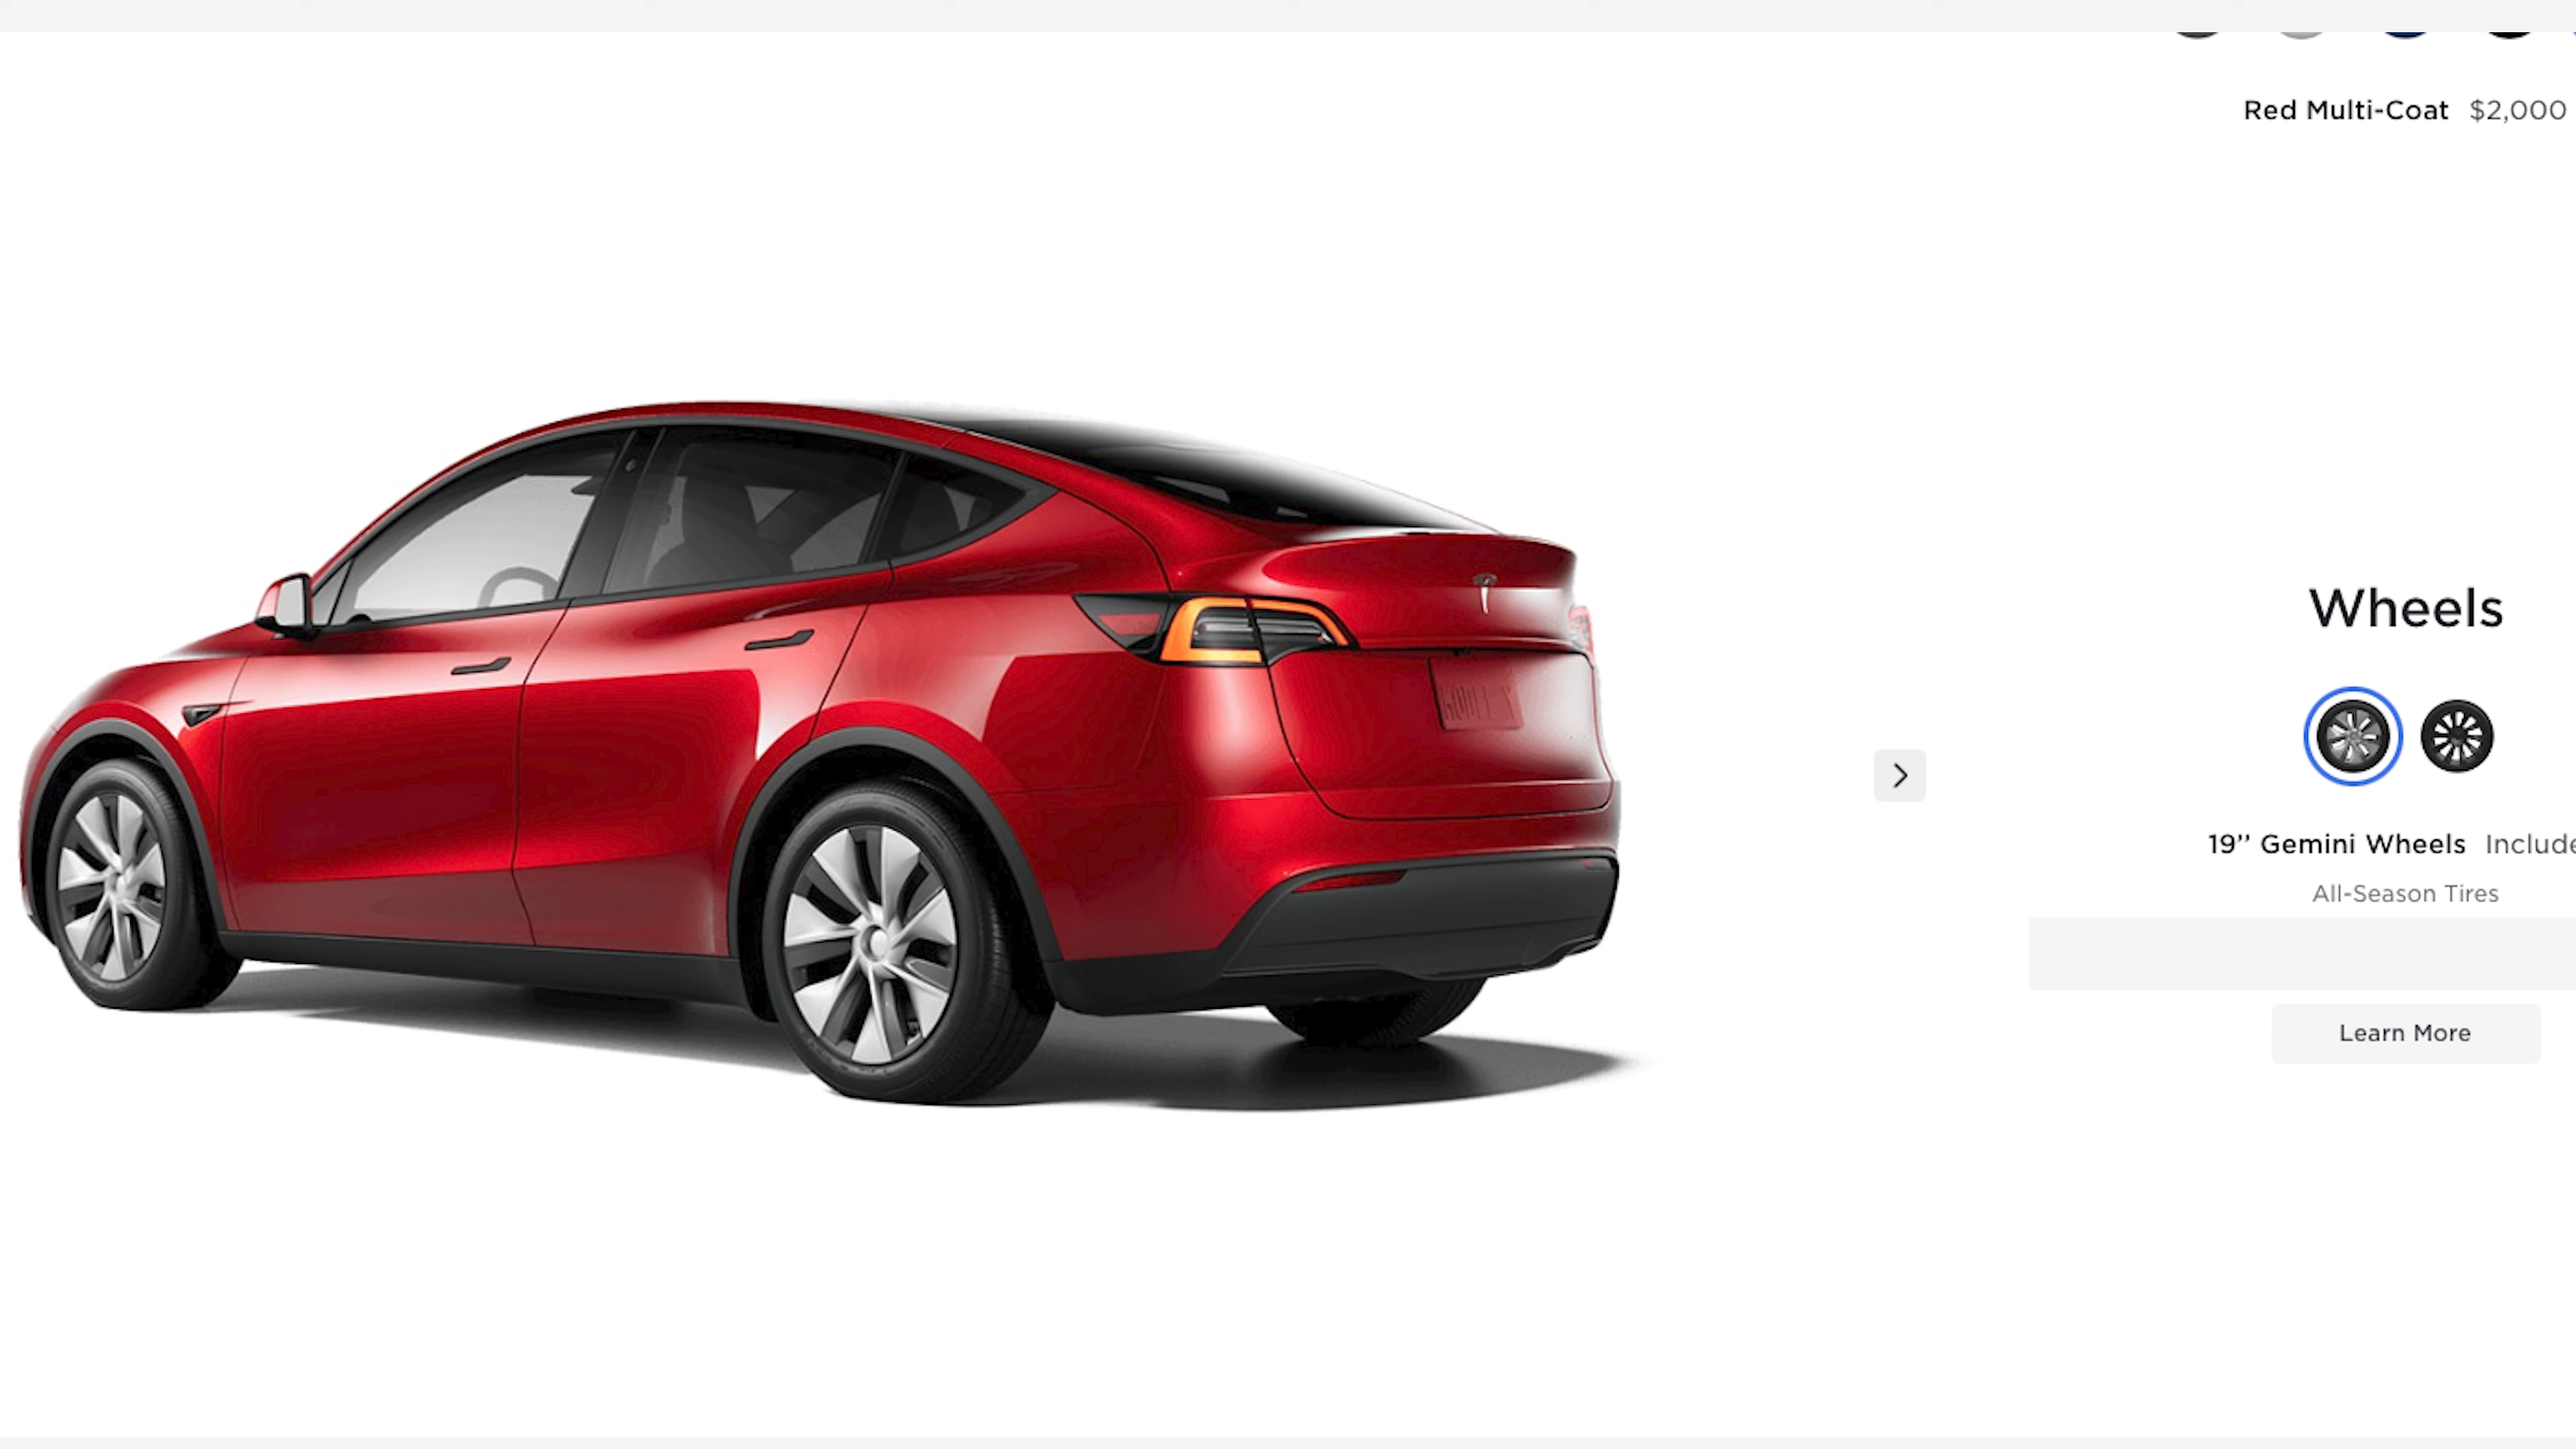 Red Multi-Coat $2,000
Wheels
19’’ Gemini Wheels Include
All-Season Tires
Learn More